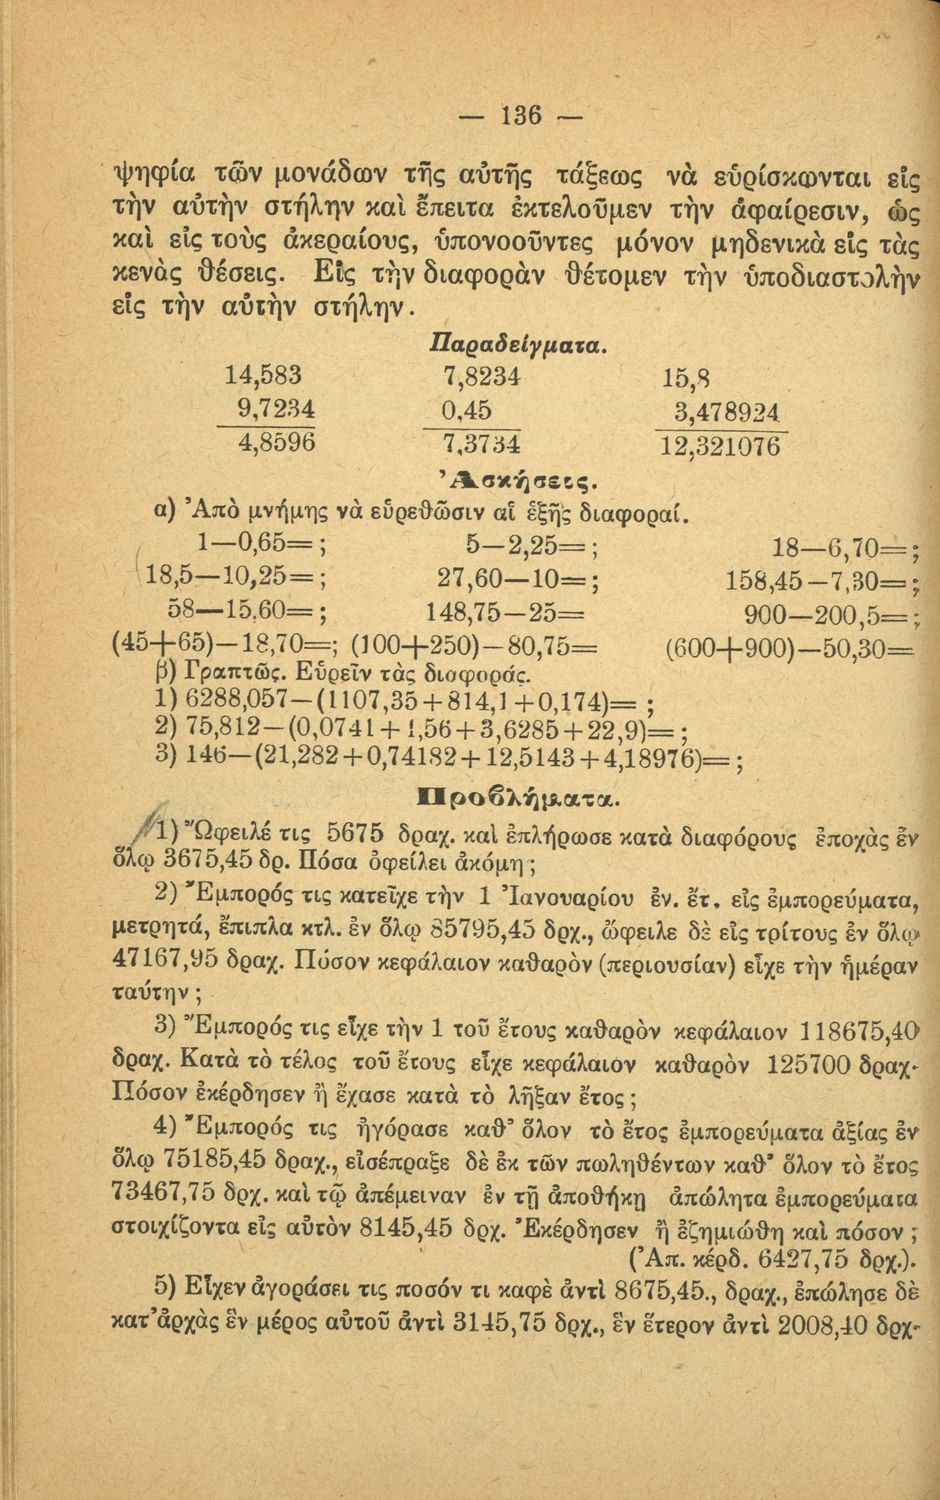 — 136 —
ψηφία τῶν μονάδων τῆς αὐτῆς τάξεως νὰ εὑρίσκωνται εἰς
τὴν αὐτὴν στήλην καὶ ἔπειτα ἐκτελοῦμεν τὴν ἀφαίρεσιν, ὡς
καὶ εἰς τοὺς ἀκεραίους, ὑπονοοῦντες μόνον μηδενικὰ εἰς τὰς
κενὰς θέσεις. Εἰς τὴν διαφορὰν θέτομεν τὴν ὑποδιαστολὴν
εἰς τὴν αὐτὴν στήλην.
Παραδείγματα.
14,583 7,8234 15,8
9,7234 0,45 3,478924
4,8596 7,3734 12,321076
Ἀσκήσεις.
α) Ἀπὸ μνήμης νὰ εὑρεθῶσιν αἱ ἑξῆς διαφοραί.
1—0,65= ; 5—2,25= ; 18—6,70= ;
18,5—10,25= ; 27,60—10= ; 158,45—7,30= ;
58—15,60= ; 148,75—25= 900—200,5= ;
(45+65)—18,70= ; (100+250)—80,75= (600+900)—50,30=
β) Γραπτῶς. Εὑρεῖν τὰς διαφοράς.
1) 6288,057—(1107,35+814,1+0,174)= ;
2) 75,812—(0,0741+1,56+3,6285+22,9)= ;
3) 146—(21,282+0,74182+12,5143+4,18976)= ;
Προβλήματα.
1) Ὤφειλέ τις 5675 δραχ. καὶ ἐπλήρωσε κατὰ διαφόρους ἐποχὰς ἐν
ὅλῳ 3675,45 δρ. Πόσα ὀφείλει ἀκόμη ;
2) Ἔμπορός τις κατεῖχε τὴν 1 Ἰανουαρίου ἐν. ἔτ. εἰς ἐμπορεύματα,
μετρητά, ἔπιπλα κτλ. ἐν ὅλῳ 85795,45 δρχ., ὤφειλε δὲ εἰς τρίτους ἐν ὅλῳ
47167,95 δραχ. Πόσον κεφάλαιον καθαρὸν (περιουσίαν) εἶχε τὴν ἡμέραν
ταύτην ;
3) Ἔμπορός τις εἶχε τὴν 1 τοῦ ἔτους καθαρὸν κεφάλαιον 118675,40
δραχ. Κατὰ τὸ τέλος τοῦ ἔτους εἶχε κεφάλαιον καθαρὸν 125700 δραχ.
Πόσον ἐκέρδησεν ἢ ἔχασε κατὰ τὸ λῆξαν ἔτος ;
4) Ἔμπορός τις ἠγόρασε καθ' ὅλον τὸ ἔτος ἐμπορεύματα ἀξίας ἐν
ὅλῳ 75185,45 δραχ., εἰσέπραξε δὲ ἐκ τῶν πωληθέντων καθ' ὅλον τὸ ἔτος
73467,75 δρχ. καὶ τῷ ἀπέμειναν ἐν τῇ ἀποθήκῃ ἀπώλητα ἐμπορεύματα
στοιχίζοντα εἰς αὐτὸν 8145,45 δρχ. Ἐκέρδησεν ἢ ἐζημιώθη καὶ πόσον ;
(Ἀπ. κέρδ. 6427,75 δρχ.).
5) Εἶχεν ἀγοράσει τις ποσόν τι καφὲ ἀντὶ 8675,45., δραχ., ἐπώλησε δὲ
κατ' ἀρχὰς ἓν μέρος αὐτοῦ ἀντὶ 3145,75 δρχ., ἓν ἕτερον ἀντὶ 2008,40 δρχ.